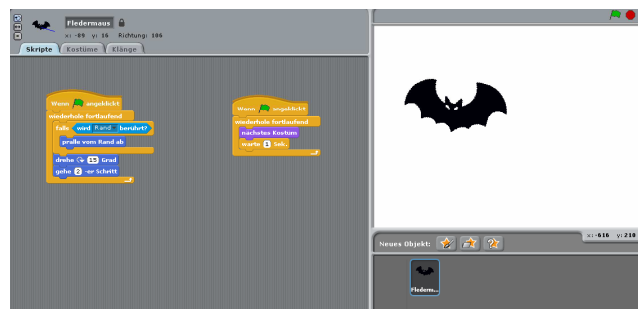 Fledermaus
x: -89 y: 16 Richtung: 106
Skripte Kostüme Klänge
Wenn angeklickt
wiederhole fortlaufend
falls wird Rand berührt?
pralle vom Rand ab
drehe 15 Grad
gehe 2 -er Schritt
Wenn angeklickt
wiederhole fortlaufend
nächstes Kostüm
warte 1 Sek.
x: -616 y: 210
Neues Objekt:
Flederm...